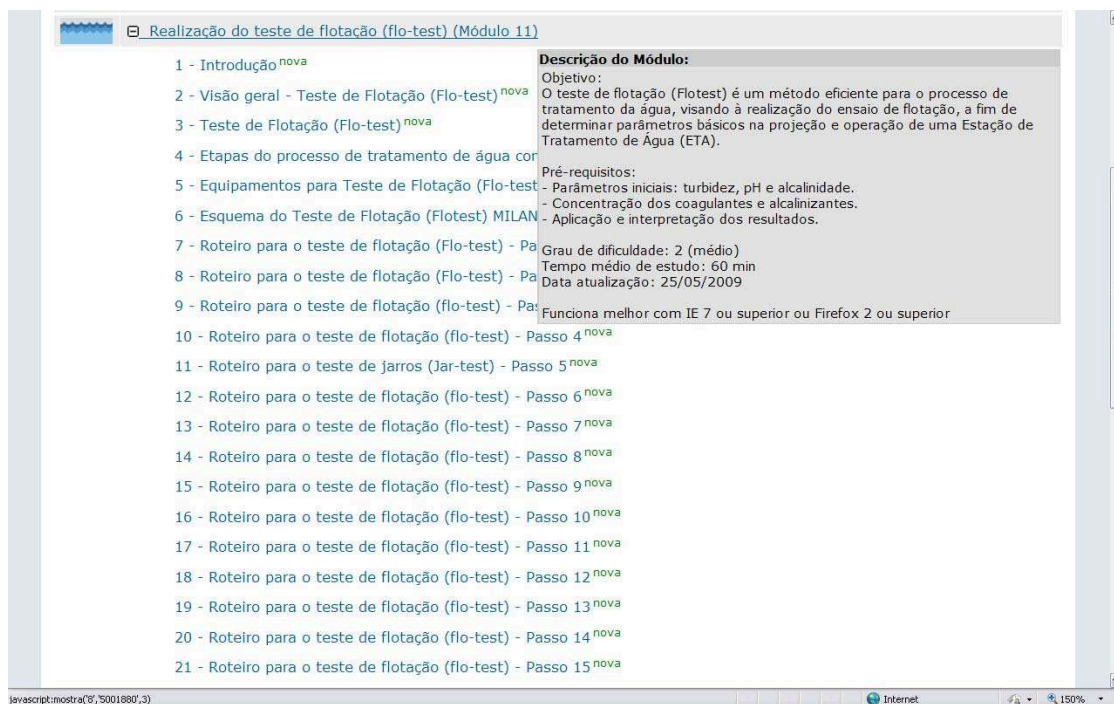 Realização do teste de flotação (flo-test) (Módulo 11)
1 - Introdução nova
2 - Visão geral - Teste de Flotação (Flo-test) nova
3 - Teste de Flotação (Flo-test) nova
4 - Etapas do processo de tratamento de água
5 - Equipamentos para Teste de Flotação (Flo-test
6 - Esquema do Teste de Flotação (Flotest) MILAN
7 - Roteiro para o teste de flotação (Flo-test) - Pa
8 - Roteiro para o teste de flotação (Flo-test) - Pa
9 - Roteiro para o teste de flotação (flo-test) - Pa
Descrição do Módulo:
Objetivo:
O teste de flotação (Flotest) é um método eficiente para o processo de
tratamento da água, visando à realização do ensaio de flotação, a fim de
determinar parâmetros básicos na projeção e operação de uma Estação de
Tratamento de Água (ETA).
Pré-requisitos:
- Parâmetros iniciais: turbidez, pH e alcalinidade.
- Concentração dos coagulantes e alcalinizantes.
- Aplicação e interpretação dos resultados.
Grau de dificuldade: 2 (médio)
Tempo médio de estudo: 60 min
Data atualização: 25/05/2009
Funciona melhor com IE 7 ou superior ou Firefox 2 ou superior
10 - Roteiro para o teste de flotação (flo-test) - Passo 4 nova
11 - Roteiro para o teste de jarros (Jar-test) - Passo 5 nova
12 - Roteiro para o teste de flotação (flo-test) - Passo 6 nova
13 - Roteiro para o teste de flotação (flo-test) - Passo 7 nova
14 - Roteiro para o teste de flotação (flo-test) - Passo 8 nova
15 - Roteiro para o teste de flotação (flo-test) - Passo 9 nova
16 - Roteiro para o teste de flotação (flo-test) - Passo 10 nova
17 - Roteiro para o teste de flotação (flo-test) - Passo 11 nova
18 - Roteiro para o teste de flotação (flo-test) - Passo 12 nova
19 - Roteiro para o teste de flotação (flo-test) - Passo 13 nova
20 - Roteiro para o teste de flotação (flo-test) - Passo 14 nova
21 - Roteiro para o teste de flotação (flo-test) - Passo 15 nova
javascript:mostra('8','5001880',3)
Internet
150%